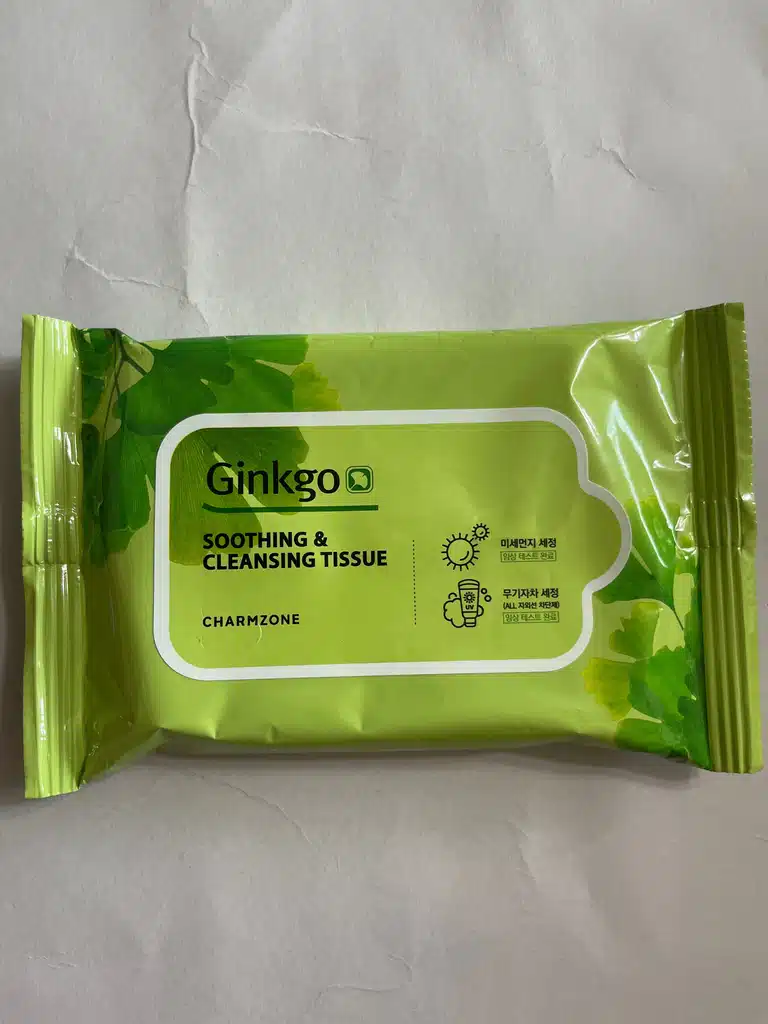 Ginkgo
SOOTHING &
CLEANSING TISSUE
CHARMZONE
미세먼지 세정
임상 테스트 완료
UV
무기자차 세정
(ALL 자외선 차단제)
임상 테스트 완료